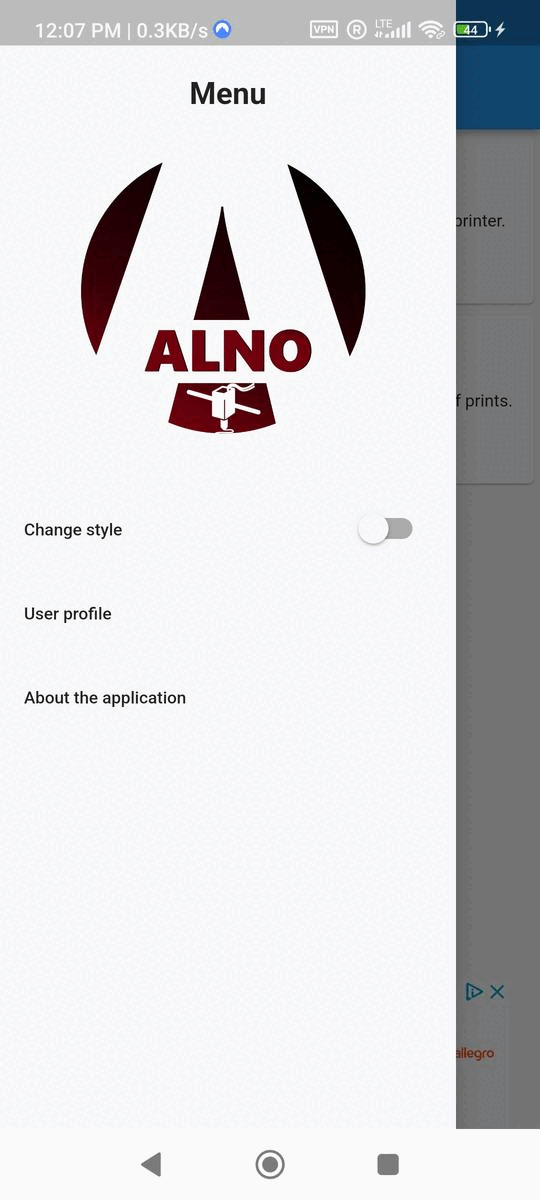 12:07 PM | 0.3KB/s
VPN
R
LTE
44
Menu
printer.
ALNO
f prints.
Change style
User profile
About the application
allegro